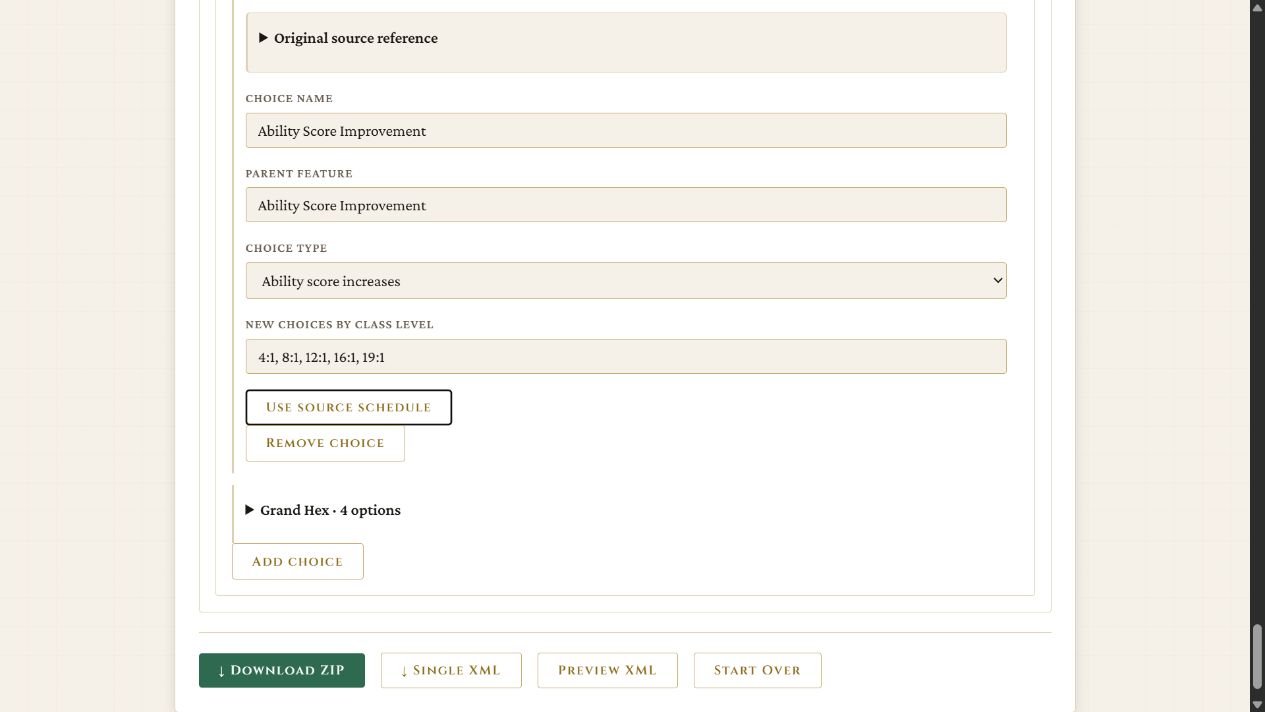 Original source reference
CHOICE NAME
Ability Score Improvement
PARENT FEATURE
Ability Score Improvement
CHOICE TYPE
Ability score increases
NEW CHOICES BY CLASS LEVEL
4:1, 8:1, 12:1, 16:1, 19:1
USE SOURCE SCHEDULE
REMOVE CHOICE
Grand Hex · 4 options
ADD CHOICE
↓ DOWNLOAD ZIP
↓ SINGLE XML
PREVIEW XML
START OVER